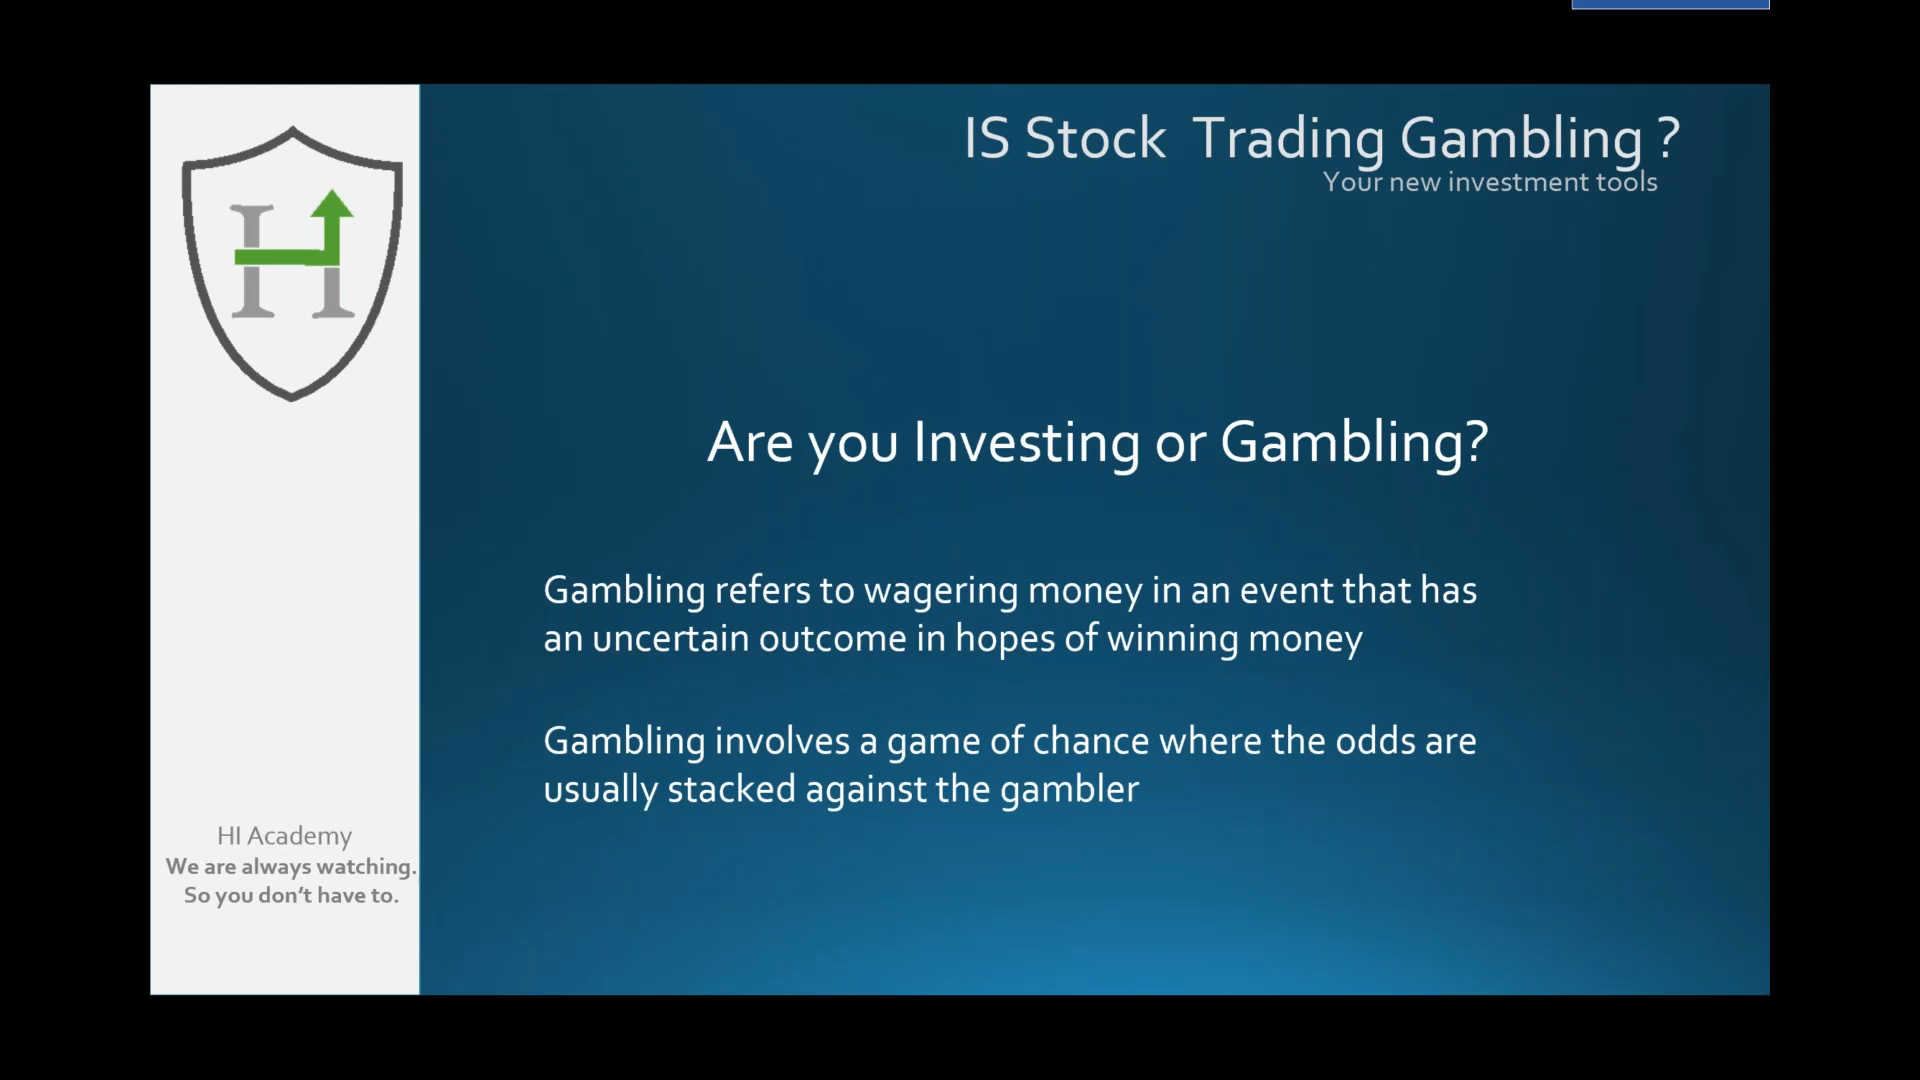 IS Stock  Trading Gambling ?
Your new investment tools
Are you Investing or Gambling?
Gambling refers to wagering money in an event that has
an uncertain outcome in hopes of winning money
Gambling involves a game of chance where the odds are
usually stacked against the gambler
H
HI Academy
We are always watching.
So you don’t have to.